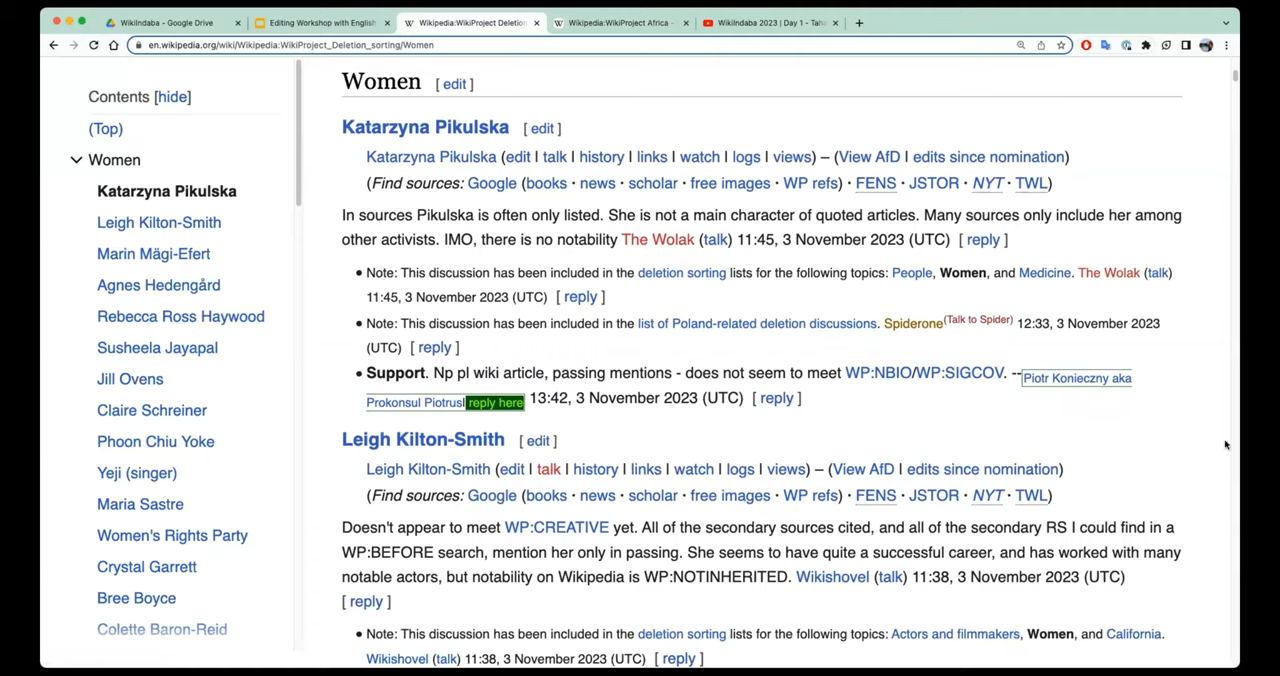 WikiIndaba - Google Drive
Editing Workshop with English
Wikipedia:WikiProject Deletion
Wikipedia:WikiProject Africa -
WikiIndaba 2023 | Day 1 - Taha
en.wikipedia.org/wiki/Wikipedia:WikiProject_Deletion_sorting/Women
Contents [hide]
(Top)
Women
Katarzyna Pikulska
Leigh Kilton-Smith
Marin Mägi-Efert
Agnes Hedengård
Rebecca Ross Haywood
Susheela Jayapal
Jill Ovens
Claire Schreiner
Phoon Chiu Yoke
Yeji (singer)
Maria Sastre
Women's Rights Party
Crystal Garrett
Bree Boyce
Colette Baron-Reid
Women [ edit ]
Katarzyna Pikulska [ edit ]
Katarzyna Pikulska (edit | talk | history | links | watch | logs | views) – (View AfD | edits since nomination)
(Find sources: Google (books · news · scholar · free images · WP refs) · FENS · JSTOR · NYT · TWL)
In sources Pikulska is often only listed. She is not a main character of quoted articles. Many sources only include her among
other activists. IMO, there is no notability The Wolak (talk) 11:45, 3 November 2023 (UTC) [ reply ]
• Note: This discussion has been included in the deletion sorting lists for the following topics: People, Women, and Medicine. The Wolak (talk)
11:45, 3 November 2023 (UTC) [ reply ]
• Note: This discussion has been included in the list of Poland-related deletion discussions. Spiderone(Talk to Spider) 12:33, 3 November 2023
(UTC) [ reply ]
• Support. Np pl wiki article, passing mentions - does not seem to meet WP:NBIO/WP:SIGCOV. --Piotr Konieczny aka
Prokonsul Piotrus| reply here 13:42, 3 November 2023 (UTC) [ reply ]
Leigh Kilton-Smith [ edit ]
Leigh Kilton-Smith (edit | talk | history | links | watch | logs | views) – (View AfD | edits since nomination)
(Find sources: Google (books · news · scholar · free images · WP refs) · FENS · JSTOR · NYT · TWL)
Doesn't appear to meet WP:CREATIVE yet. All of the secondary sources cited, and all of the secondary RS I could find in a
WP:BEFORE search, mention her only in passing. She seems to have quite a successful career, and has worked with many
notable actors, but notability on Wikipedia is WP:NOTINHERITED. Wikishovel (talk) 11:38, 3 November 2023 (UTC)
[ reply ]
• Note: This discussion has been included in the deletion sorting lists for the following topics: Actors and filmmakers, Women, and California.
Wikishovel (talk) 11:38, 3 November 2023 (UTC) [ reply ]